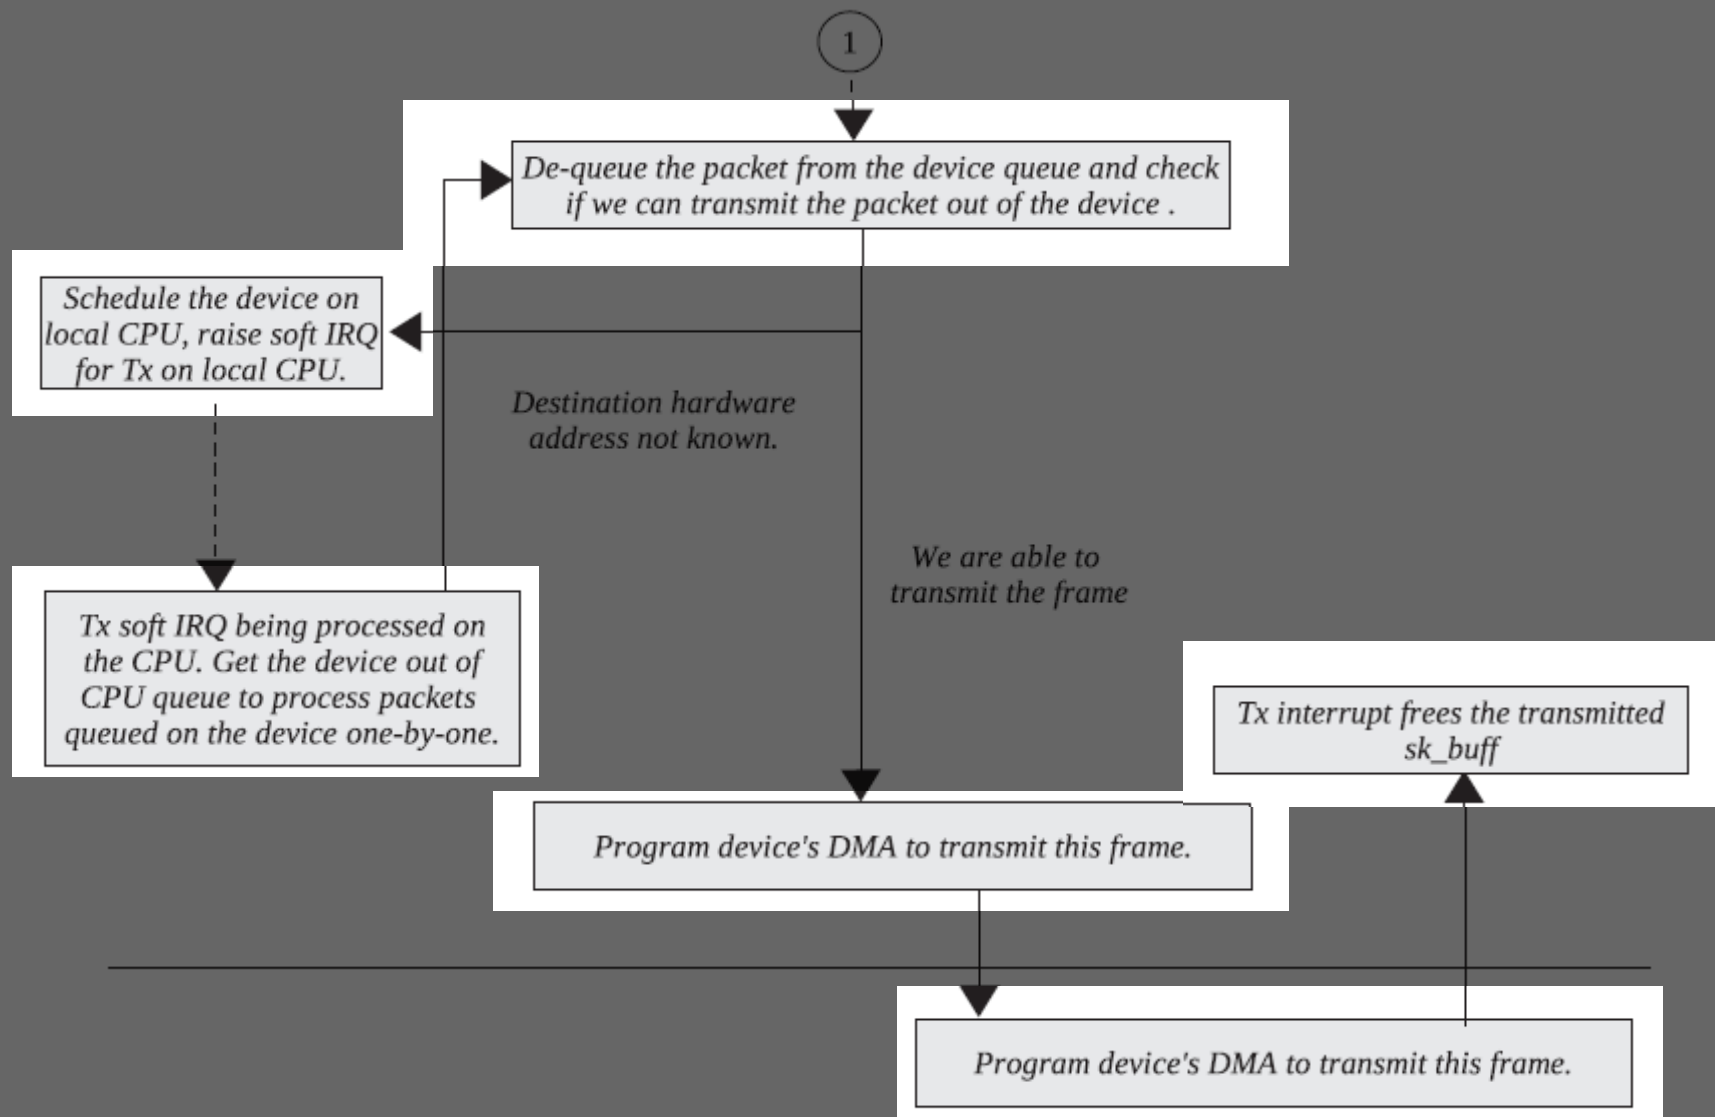 1
De-queue the packet from the device queue and check
if we can transmit the packet out of the device .
Schedule the device on
local CPU, raise soft IRQ
for Tx on local CPU.
Destination hardware
address not known.
We are able to
transmit the frame
Tx soft IRQ being processed on
the CPU. Get the device out of
CPU queue to process packets
queued on the device one-by-one.
Tx interrupt frees the transmitted
sk_buff
Program device's DMA to transmit this frame.
Program device's DMA to transmit this frame.